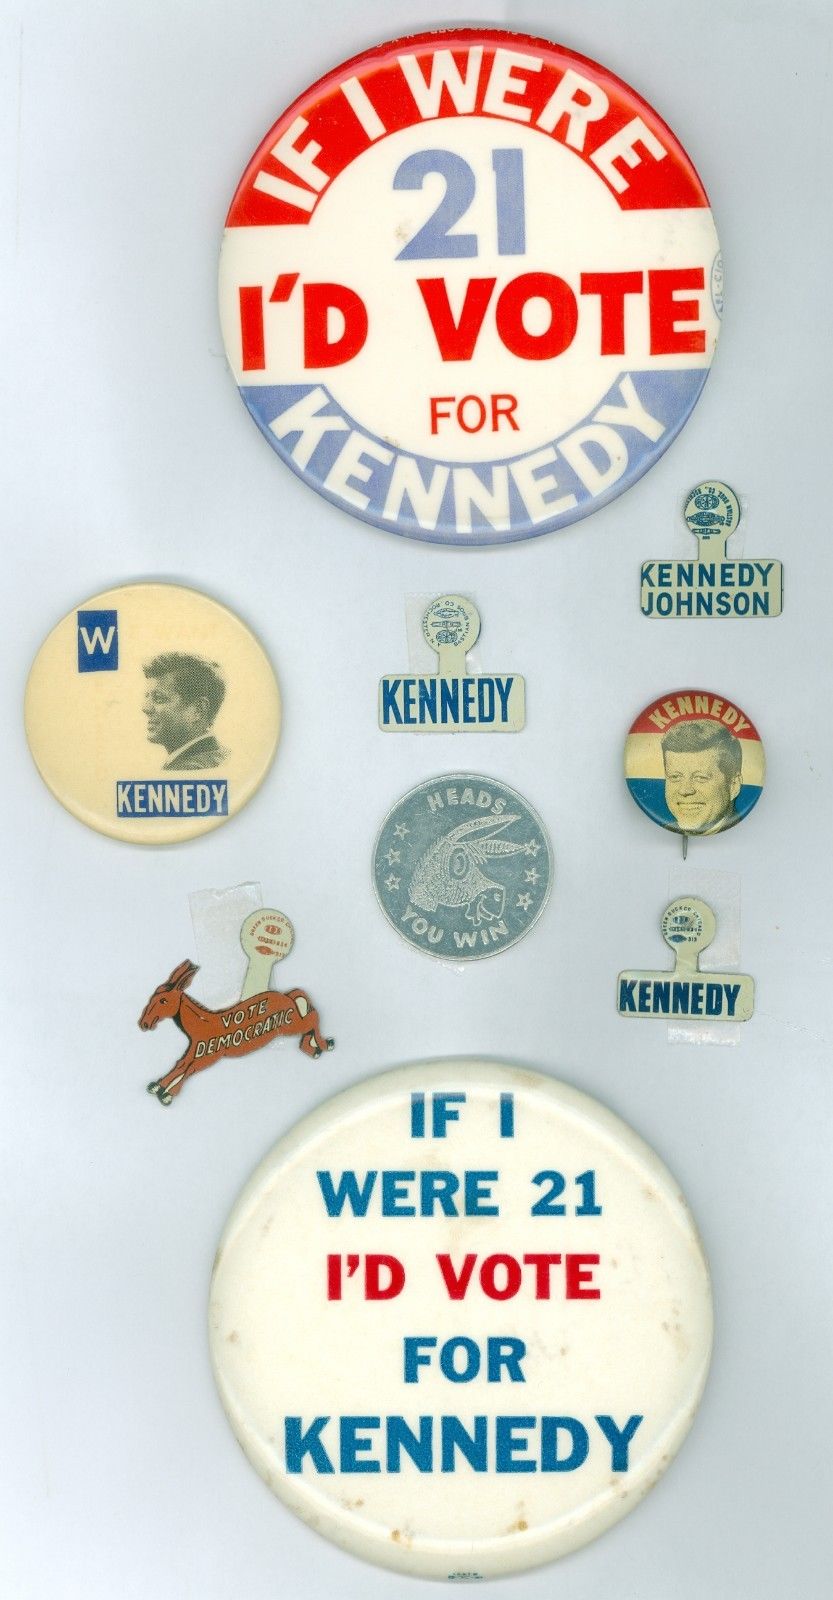 IF I WERE
21
I'D VOTE
FOR
KENNEDY
KENNEDY
JOHNSON
W
KENNEDY
KENNEDY
KENNEDY
HEADS
YOU WIN
VOTE
DEMOCRATIC
KENNEDY
IF I
WERE 21
I'D VOTE
FOR
KENNEDY